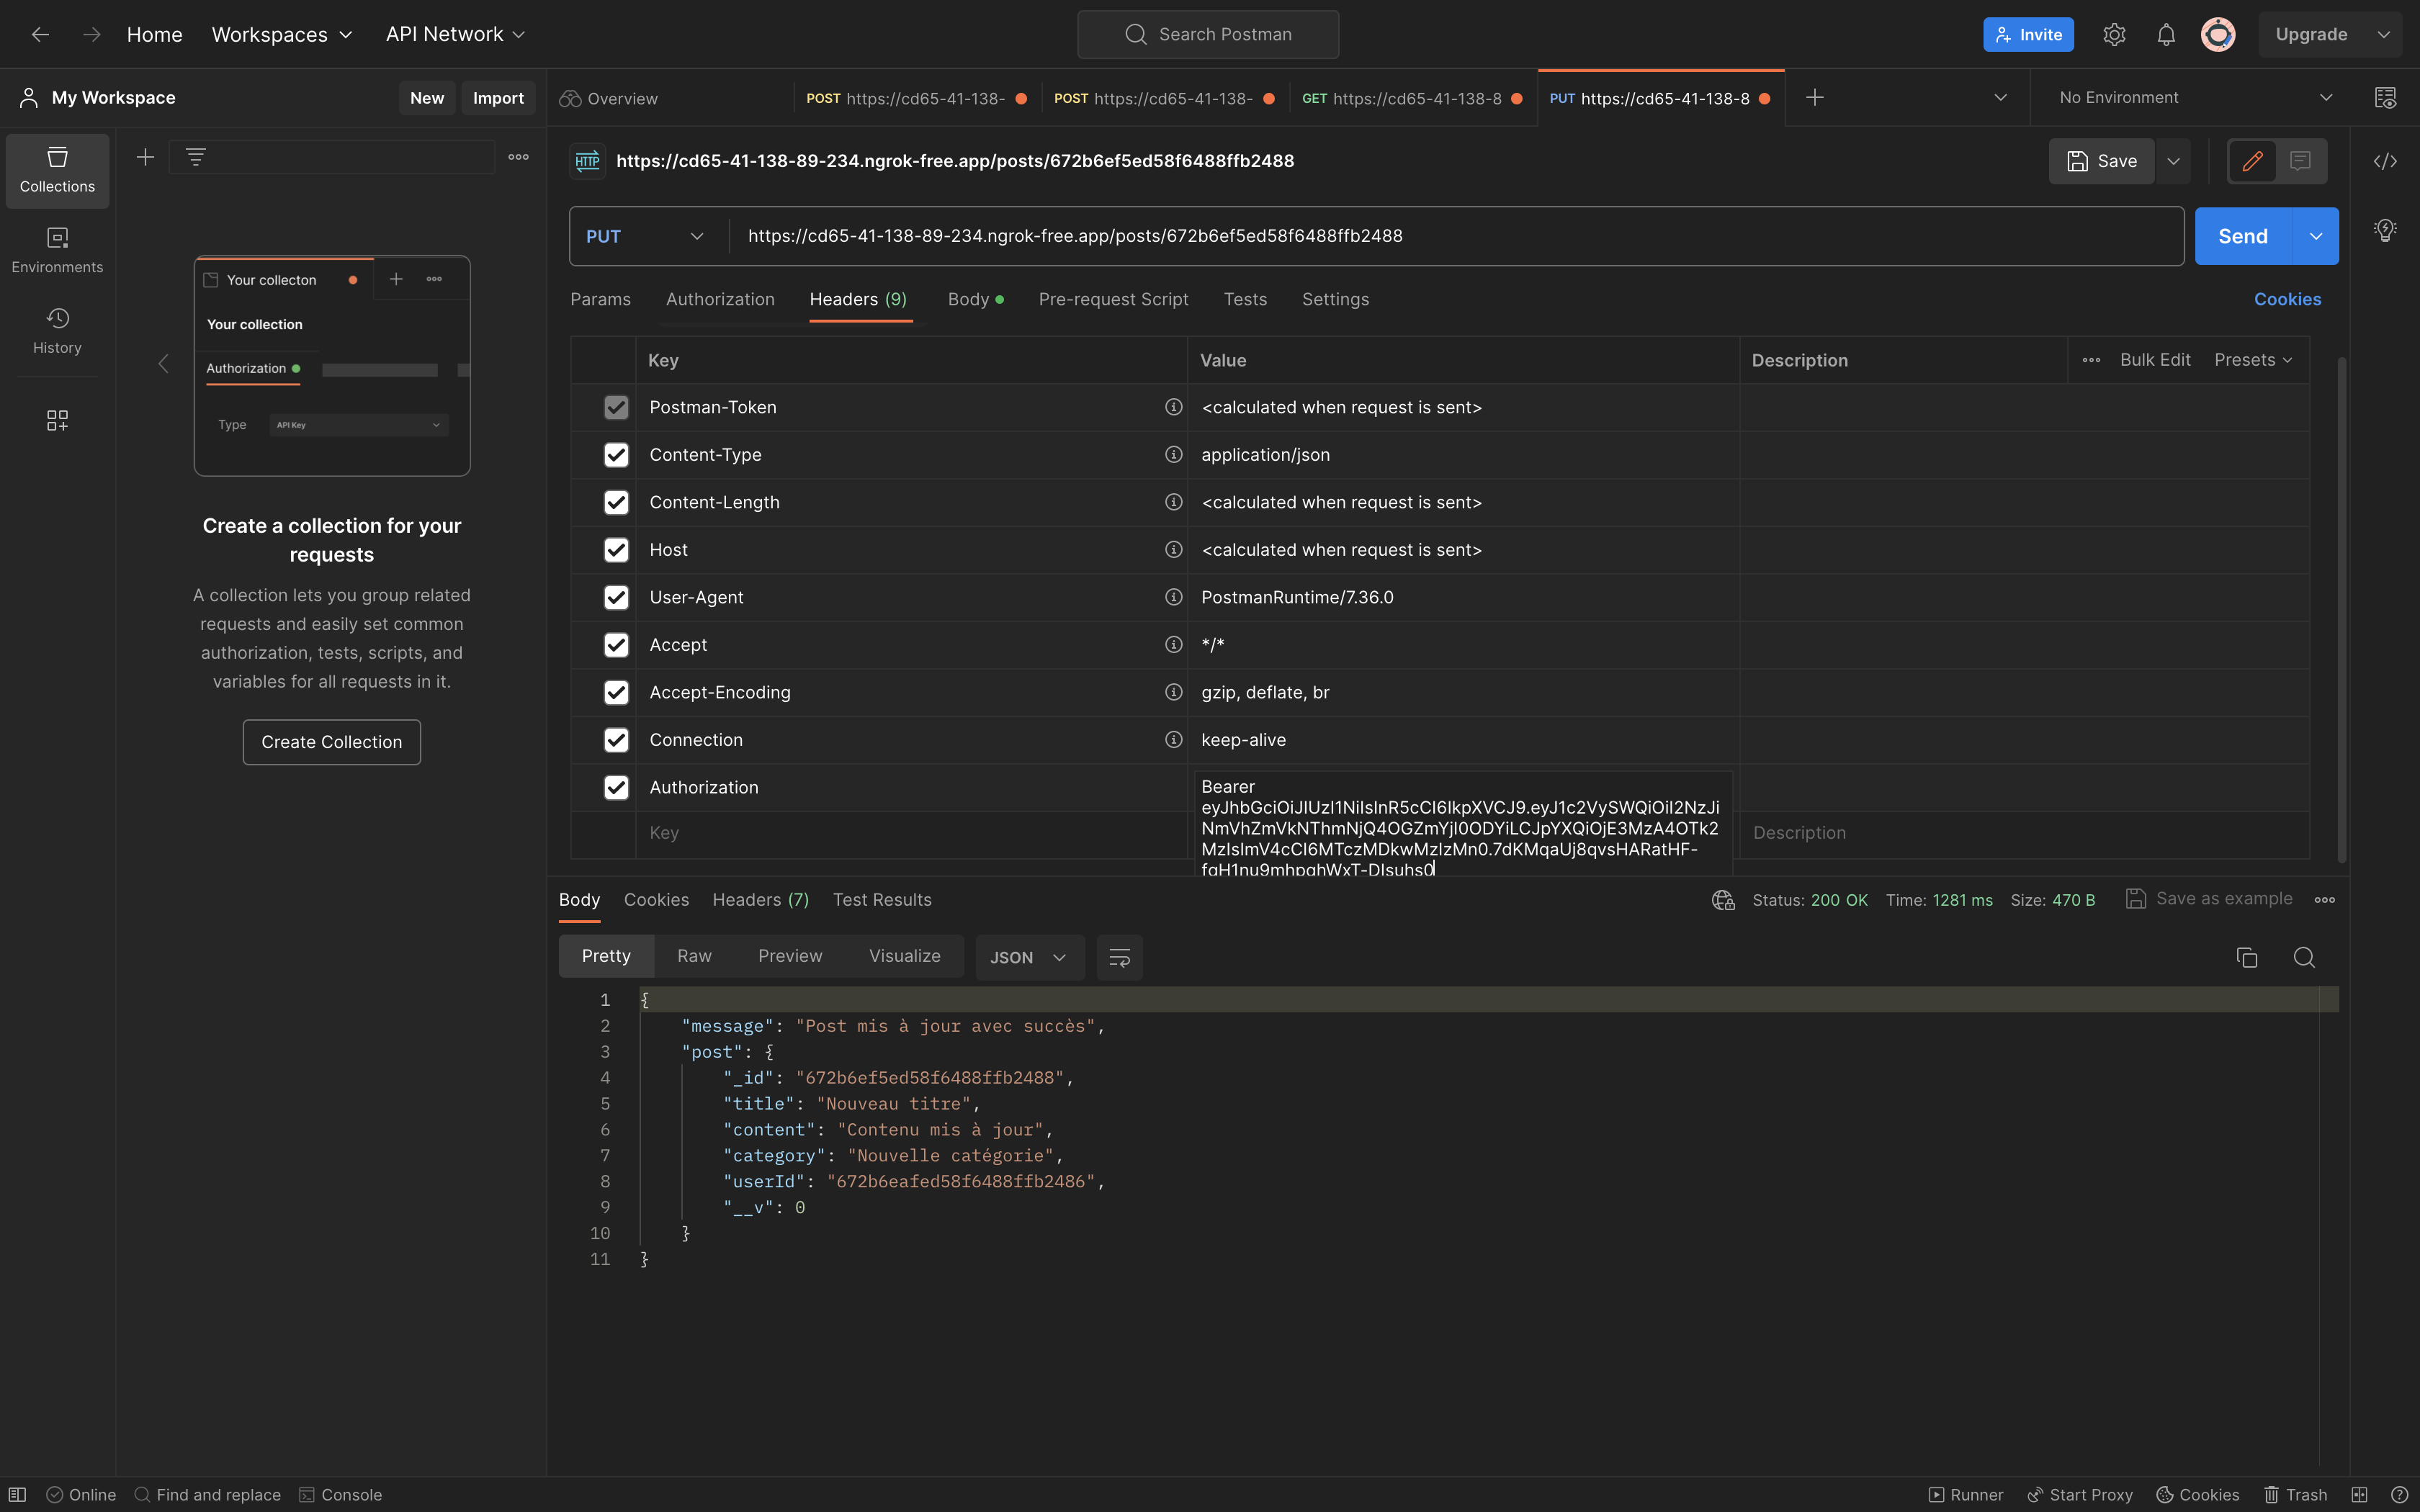 Home Workspaces API Network Search Postman Invite Upgrade
My Workspace New Import
Overview POST https://cd65-41-138- POST https://cd65-41-138- GET https://cd65-41-138-8 PUT https://cd65-41-138-8 No Environment
Collections
Environments
History
Your collecton
Your collection
Authorization
Type API Key
Create a collection for your
requests
A collection lets you group related
requests and easily set common
authorization, tests, scripts, and
variables for all requests in it.
Create Collection
HTTP https://cd65-41-138-89-234.ngrok-free.app/posts/672b6ef5ed58f6488ffb2488 Save
PUT https://cd65-41-138-89-234.ngrok-free.app/posts/672b6ef5ed58f6488ffb2488 Send
Params Authorization Headers (9) Body Pre-request Script Tests Settings Cookies
Key Value Description Bulk Edit Presets
Postman-Token <calculated when request is sent>
Content-Type application/json
Content-Length <calculated when request is sent>
Host <calculated when request is sent>
User-Agent PostmanRuntime/7.36.0
Accept */*
Accept-Encoding gzip, deflate, br
Connection keep-alive
Authorization Bearer
Key Description
Body Cookies Headers (7) Test Results Status: 200 OK Time: 1281 ms Size: 470 B Save as example
Pretty Raw Preview Visualize JSON
1 {
2 "message": "Post mis à jour avec succès",
3 "post": {
4 "_id": "672b6ef5ed58f6488ffb2488",
5 "title": "Nouveau titre",
6 "content": "Contenu mis à jour",
7 "category": "Nouvelle catégorie",
8 "userId": "672b6eafed58f6488ffb2486",
9 "__v": 0
10 }
11 }
Online Find and replace Console Runner Start Proxy Cookies Trash